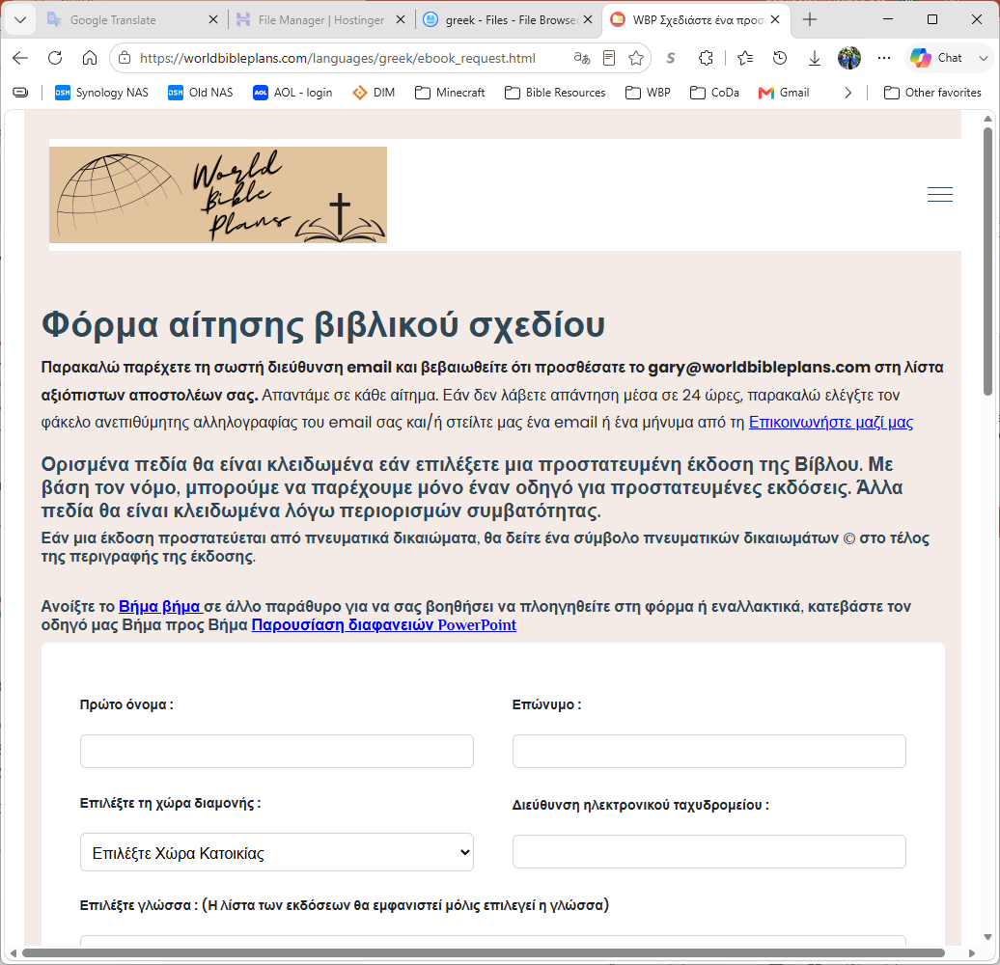 Google Translate
File Manager | Hostinger
greek - Files - File Browse
WBP Σχεδιάστε ένα προσ
https://worldbibleplans.com/languages/greek/ebook_request.html
Chat
Synology NAS
Old NAS
AOL - login
DIM
Minecraft
Bible Resources
WBP
CoDa
Gmail
Other favorites
World
Bible
Plans
Φόρμα αίτησης βιβλικού σχεδίου
Παρακαλώ παρέχετε τη σωστή διεύθυνση email και βεβαιωθείτε ότι προσθέσατε το gary@worldbibleplans.com στη λίστα
αξιόπιστων αποστολέων σας. Απαντάμε σε κάθε αίτημα. Εάν δεν λάβετε απάντηση μέσα σε 24 ώρες, παρακαλώ ελέγξτε τον
φάκελο ανεπιθύμητης αλληλογραφίας του email σας και/ή στείλτε μας ένα email ή ένα μήνυμα από τη Επικοινωνήστε μαζί μας
Ορισμένα πεδία θα είναι κλειδωμένα εάν επιλέξετε μια προστατευμένη έκδοση της Βίβλου. Με
βάση τον νόμο, μπορούμε να παρέχουμε μόνο έναν οδηγό για προστατευμένες εκδόσεις. Άλλα
πεδία θα είναι κλειδωμένα λόγω περιορισμών συμβατότητας.
Εάν μια έκδοση προστατεύεται από πνευματικά δικαιώματα, θα δείτε ένα σύμβολο πνευματικών δικαιωμάτων © στο τέλος
της περιγραφής της έκδοσης.
Ανοίξτε το Βήμα βήμα σε άλλο παράθυρο για να σας βοηθήσει να πλοηγηθείτε στη φόρμα ή εναλλακτικά, κατεβάστε τον
οδηγό μας Βήμα προς Βήμα Παρουσίαση διαφανειών PowerPoint
Πρώτο όνομα :
Επώνυμο :
Επιλέξτε τη χώρα διαμονής :
Διεύθυνση ηλεκτρονικού ταχυδρομείου :
Επιλέξτε Χώρα Κατοικίας
Επιλέξτε γλώσσα : (Η λίστα των εκδόσεων θα εμφανιστεί μόλις επιλεγεί η γλώσσα)